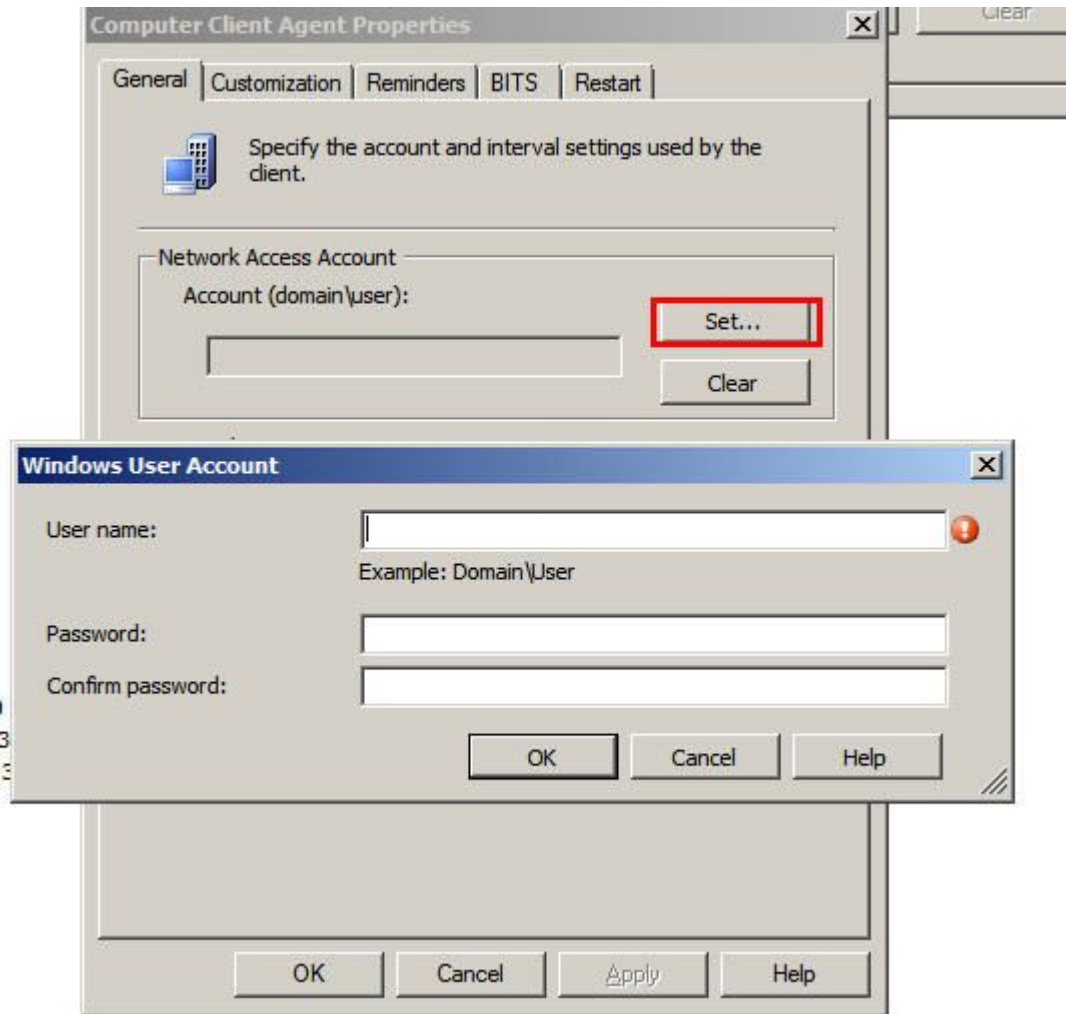 Clear
Computer Client Agent Properties
General Customization Reminders BITS Restart
Specify the account and interval settings used by the
client.
Network Access Account
Account (domain\user):
Set...
Clear
Windows User Account
User name:
Example: Domain\User
Password:
Confirm password:
OK Cancel Help
3
3
OK Cancel Apply Help